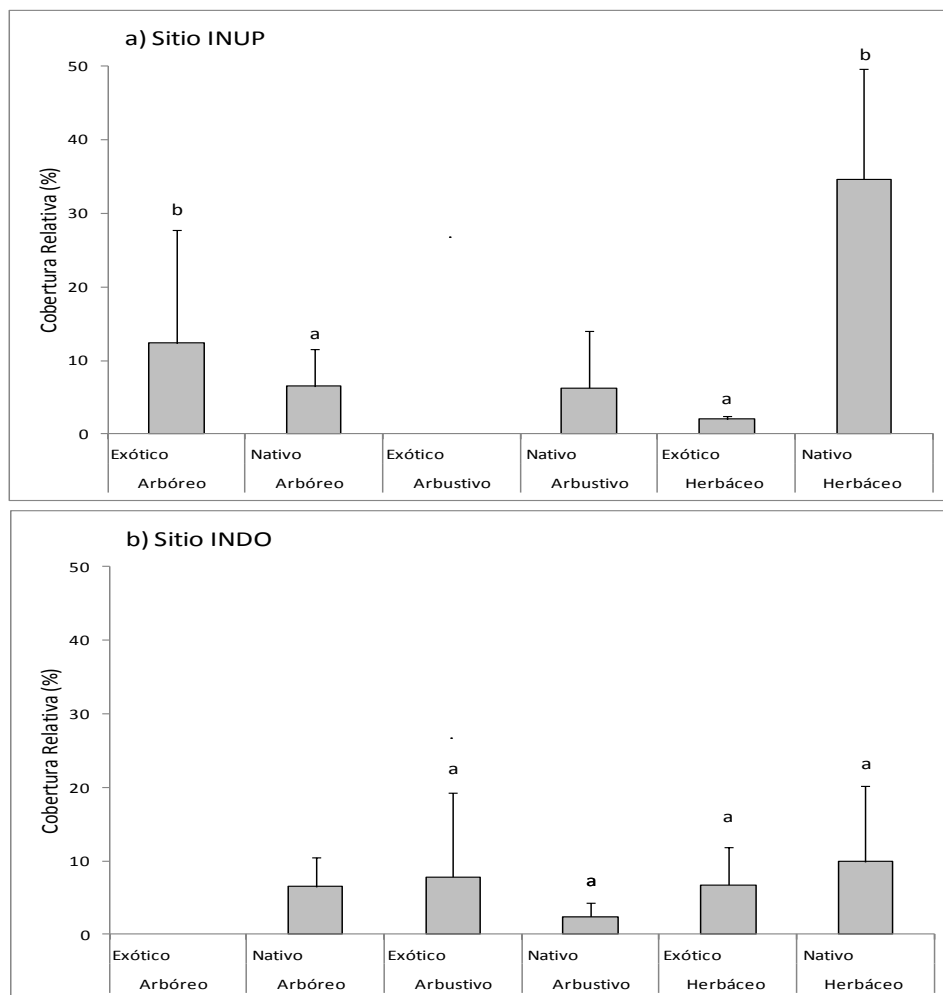 a) Sitio INUP
Cobertura Relativa (%)
50
40
30
20
10
0
b
a
a
b
Exótico Nativo Exótico Nativo Exótico Nativo
Arbóreo Arbóreo Arbustivo Arbustivo Herbáceo Herbáceo
b) Sitio INDO
Cobertura Relativa (%)
50
40
30
20
10
0
a
a
a
a
Exótico Nativo Exótico Nativo Exótico Nativo
Arbóreo Arbóreo Arbustivo Arbustivo Herbáceo Herbáceo